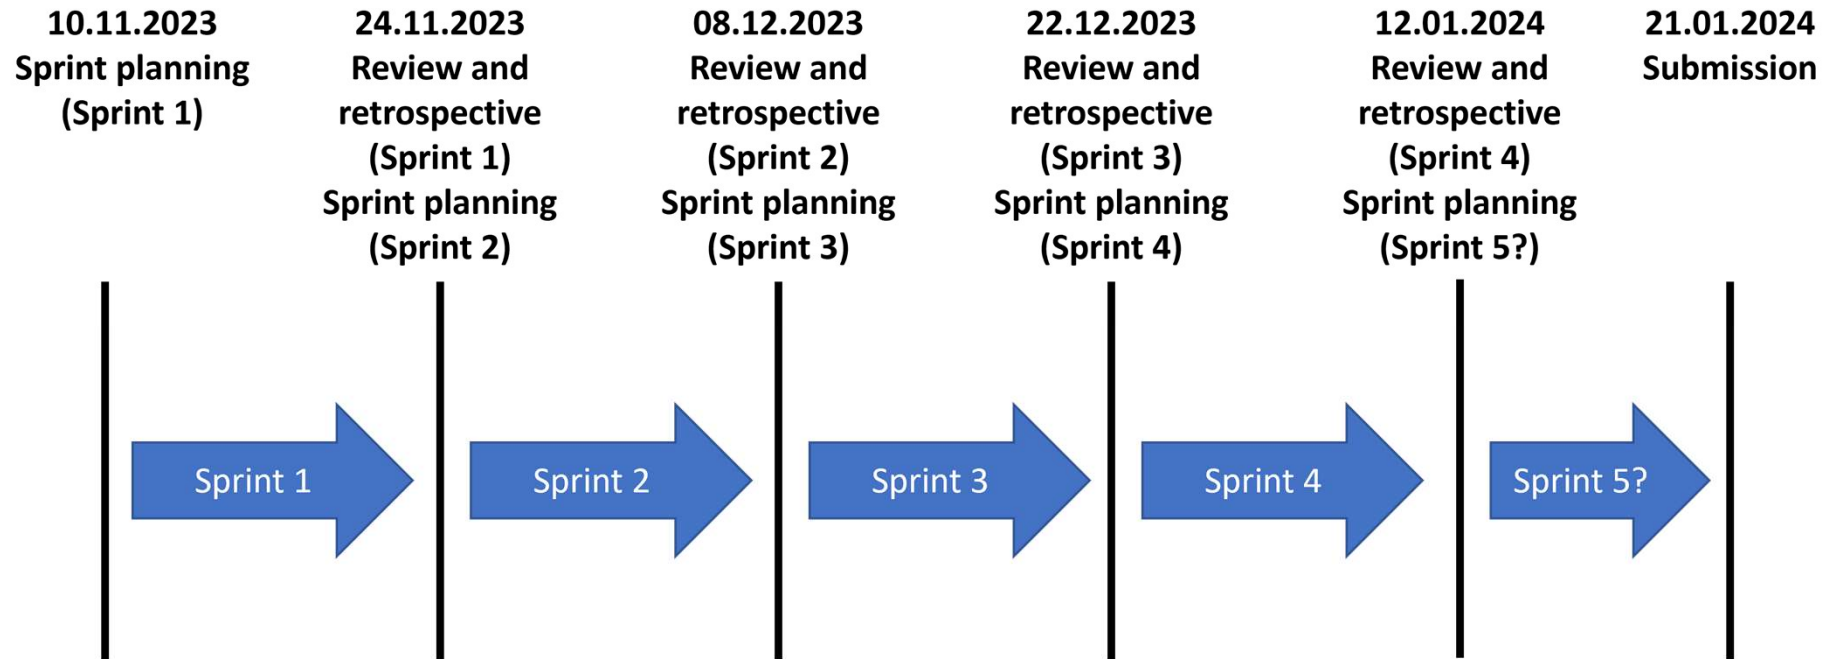 10.11.2023
Sprint planning
(Sprint 1)
24.11.2023
Review and
retrospective
(Sprint 1)
Sprint planning
(Sprint 2)
08.12.2023
Review and
retrospective
(Sprint 2)
Sprint planning
(Sprint 3)
22.12.2023
Review and
retrospective
(Sprint 3)
Sprint planning
(Sprint 4)
12.01.2024
Review and
retrospective
(Sprint 4)
Sprint planning
(Sprint 5?)
21.01.2024
Submission
Sprint 1
Sprint 2
Sprint 3
Sprint 4
Sprint 5?